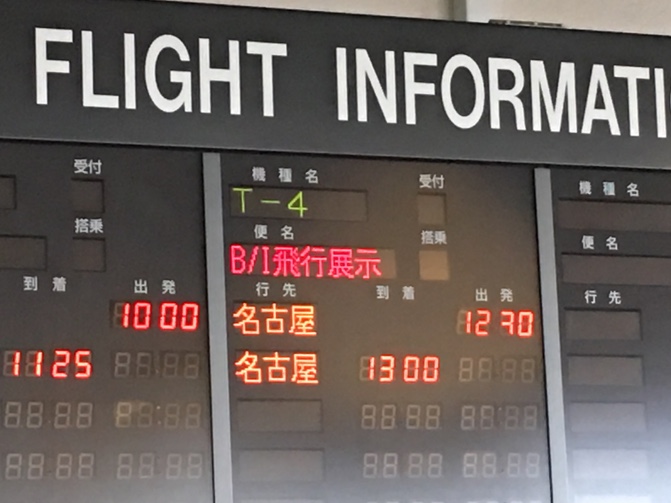 FLIGHT INFORMATI
受付
搭乗
到着 出発
1000
1125
機種名 受付
T-4
便名 搭乗
B/I飛行展示
行先 到着 出発
名古屋
名古屋 1300
機種名
便名
行先